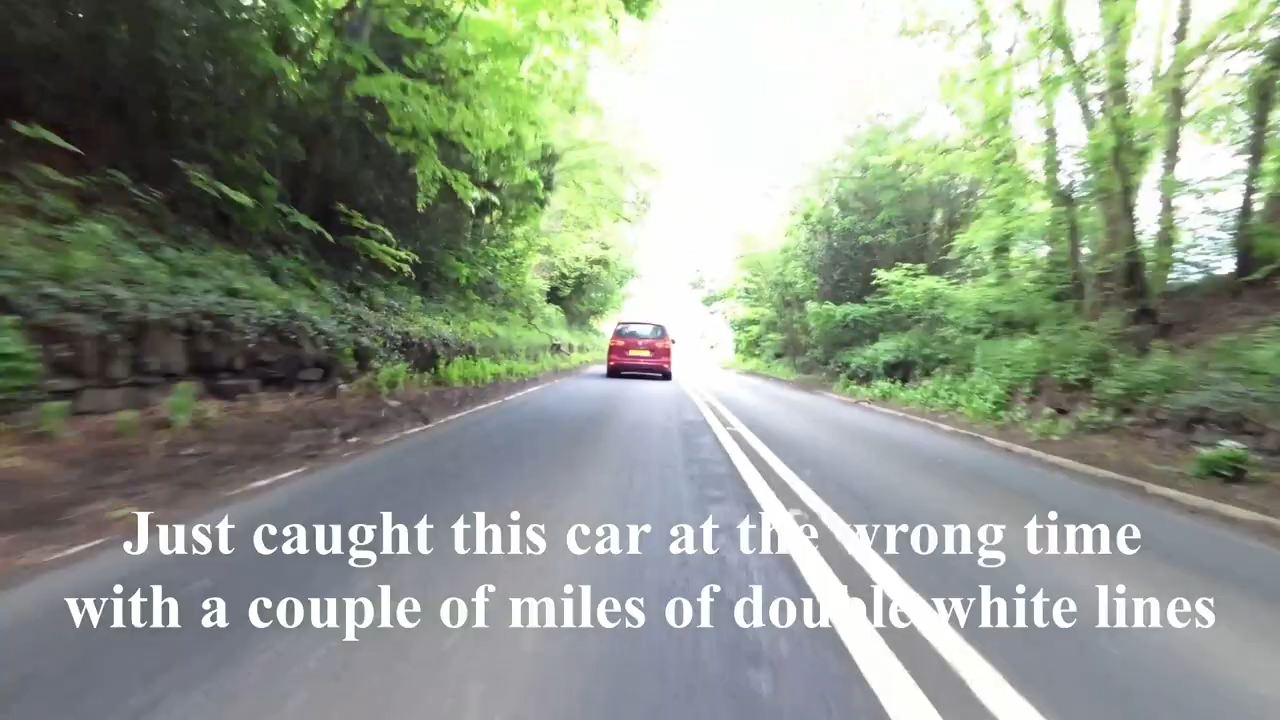 Just caught this car at the wrong time
with a couple of miles of double white lines